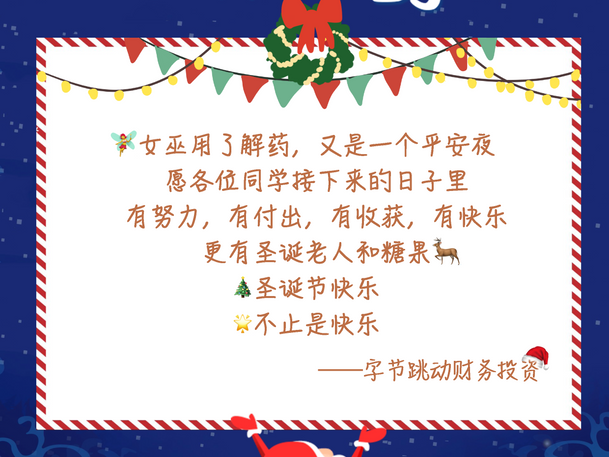 🧚女巫用了解药，又是一个平安夜
愿各位同学接下来的日子里
有努力，有付出，有收获，有快乐
更有圣诞老人和糖果🦌
🎄圣诞节快乐
🌟不止是快乐
——字节跳动财务投资